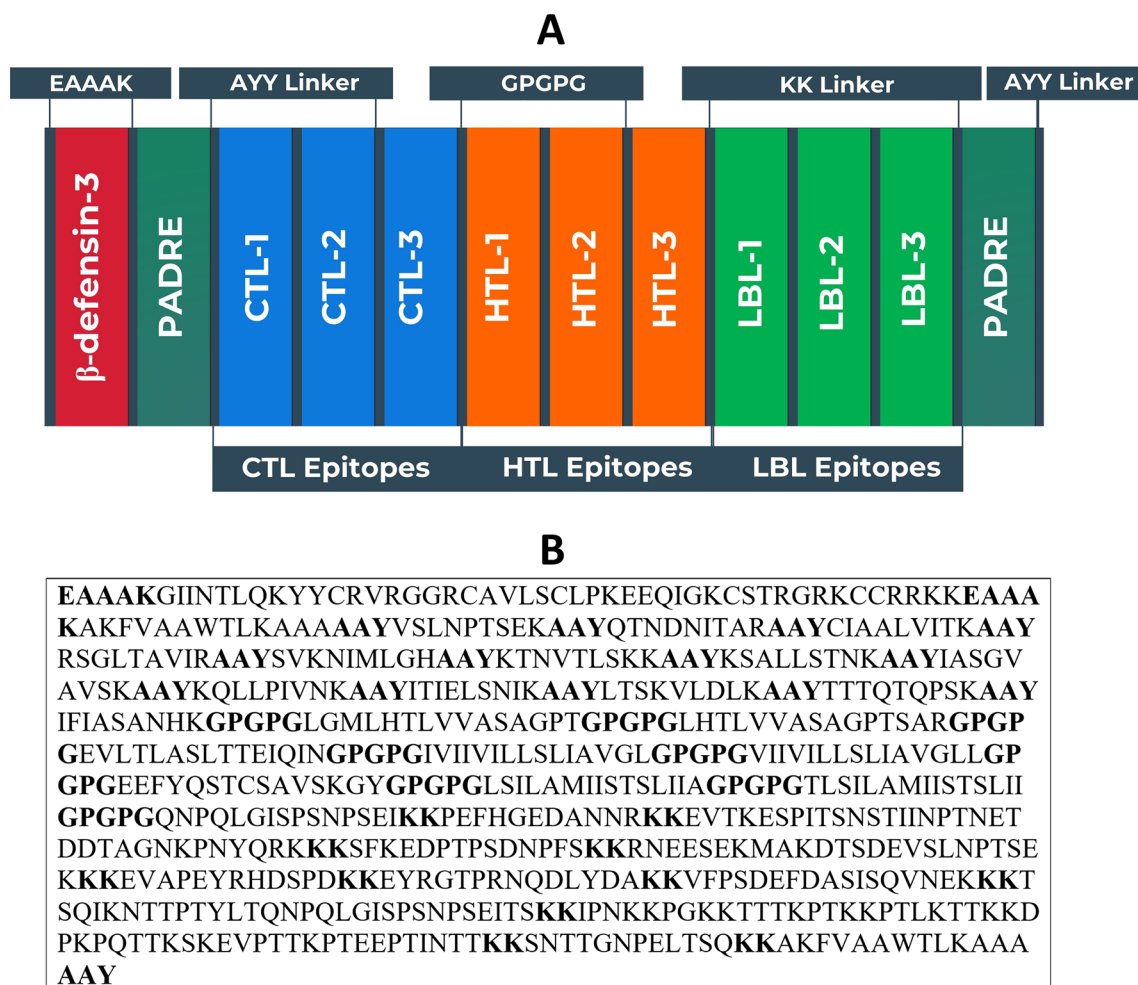 A
EAAAK
AYY Linker
GPGPG
KK Linker
AYY Linker
β-defensin-3
PADRE
CTL-1
CTL-2
CTL-3
HTL-1
HTL-2
HTL-3
LBL-1
LBL-2
LBL-3
PADRE
CTL Epitopes
HTL Epitopes
LBL Epitopes
B
EAAAKGIINTLQKYYCRVRGGRCAVLSCLPKEEQIGKCSTRGRKCCRRKKEAAA
KAKFVAAWTLKAAAAAYVSLNPTSEKAAYQTNDNITARAAYCIAALVITKAAY
RSGLTAVIRAAYSVKNIMLGHAAYKTNVTLSKKAAYKSALLSTNKAAYIASGV
AVSKAAYKQLLPIVNKAAYITIELSNIKAAYLTSKVLDLKAAYTTTQTQPSKAAY
IFIASANHKGPGPGLGMLHTLVVASAGPTGPGPGLHTLVVASAGPTSARGPGP
GEVLTLASLTTEIQINGPGPGIVIIVILLSLIAVGLGPGPGVIIVILLSLIAVGLLGP
GPGEEFYQSTCSAVSKGYGPGPGLSILAMIISTSLIIAGPGPGTLSILAMIISTSLII
GPGPGQNPQLGISPSNPSEIKKPEFHGEDANNRKKEVTKESPITSNSTIINPTNET
DDTAGNKPNYQRKKKSFKEDPTPSDNPFSKKRNEESEKMAKDTSDEVSLNPTSE
KKKEVAPEYRHDSPDKKEYRGTPRNQDLYDAKKVFPSDEFDASISQVNEKKKT
SQIKNTTPTYLTQNPQLGISPSNPSEITSKKIPNKKPGKKTTTKPTKKPTLKTTKKD
PKPQTTKSKEVPTTKPTEEPTINTTKKSNTTGNPELTSQKKAKFVAAWTLKAAA
AAY